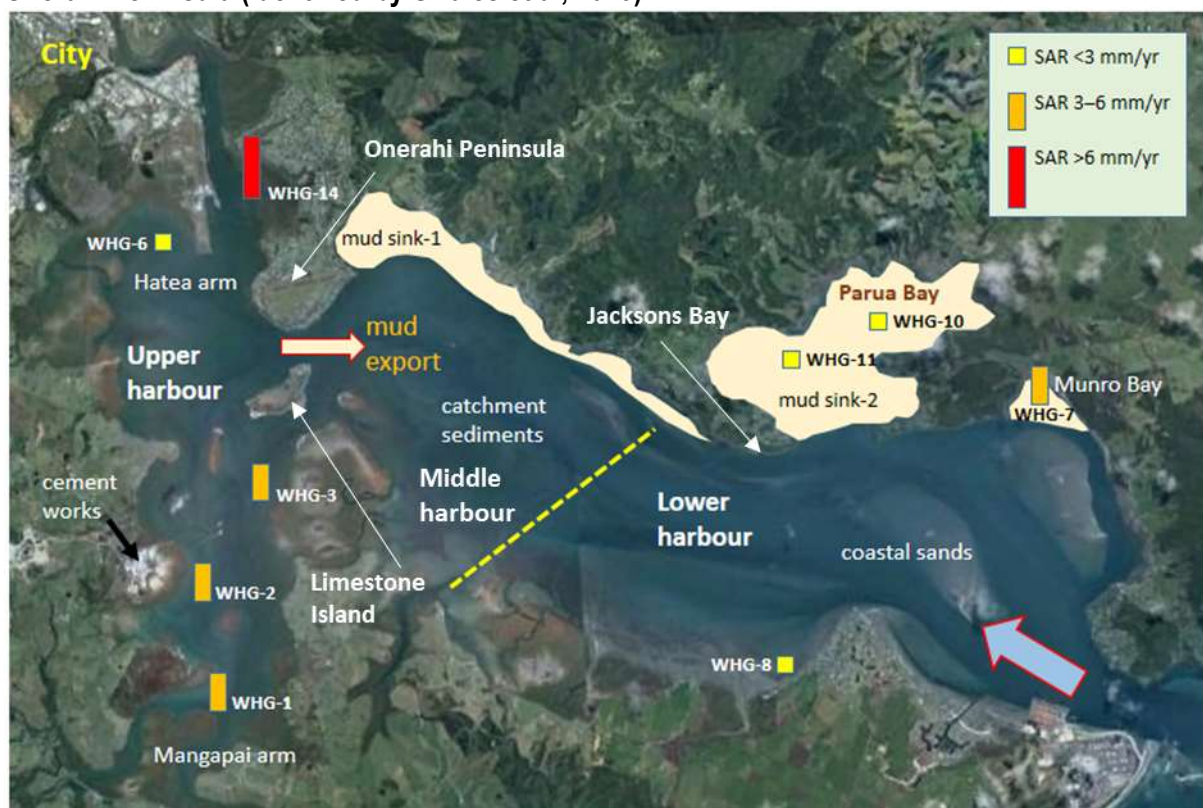 City
SAR <3 mm/yr
SAR 3–6 mm/yr
SAR >6 mm/yr
Onerahi Peninsula
WHG-14
mud sink-1
WHG-6
Hatea arm
Parua Bay
WHG-10
Jacksons Bay
mud
export
WHG-11
Munro Bay
Upper
harbour
mud sink-2
WHG-7
catchment
sediments
Middle
harbour
cement
works
WHG-3
Lower
harbour
coastal sands
Limestone
Island
WHG-2
WHG-8
WHG-1
Mangapai arm